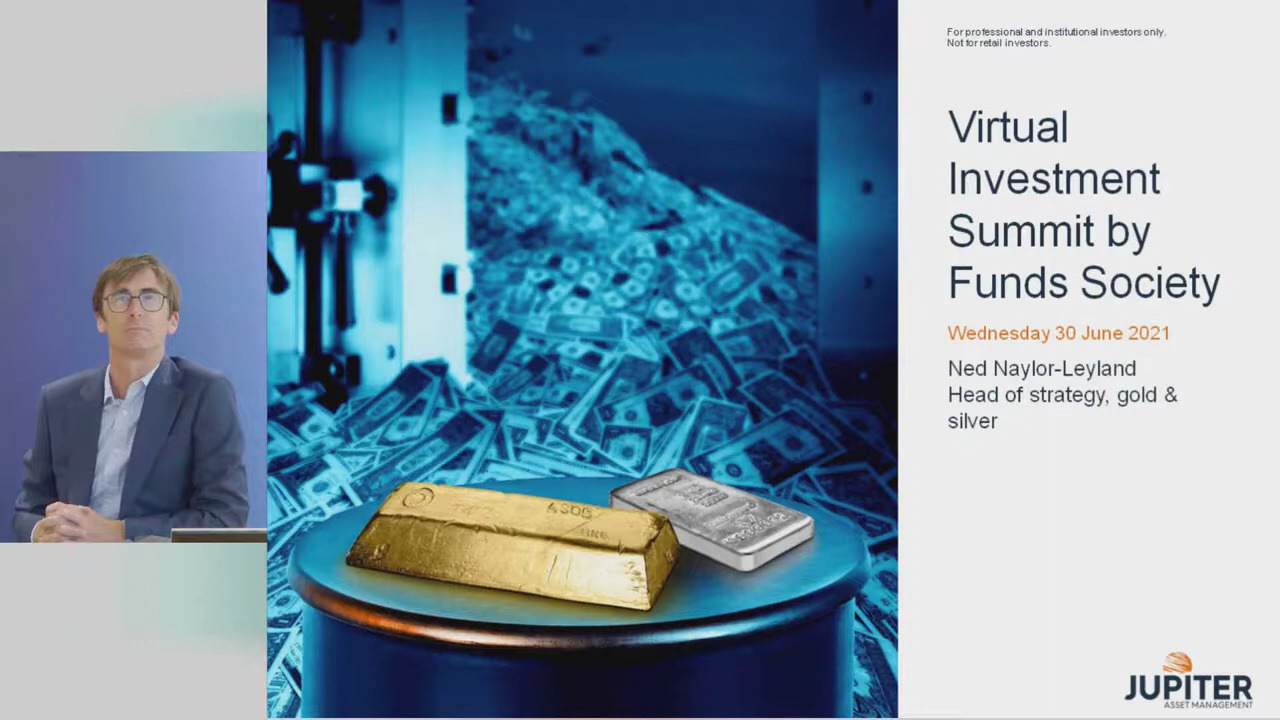 For professional and institutional investors only.
Not for retail investors.
Virtual
Investment
Summit by
Funds Society
Wednesday 30 June 2021
Ned Naylor-Leyland
Head of strategy, gold &
silver
JUPITER
ASSET MANAGEMENT